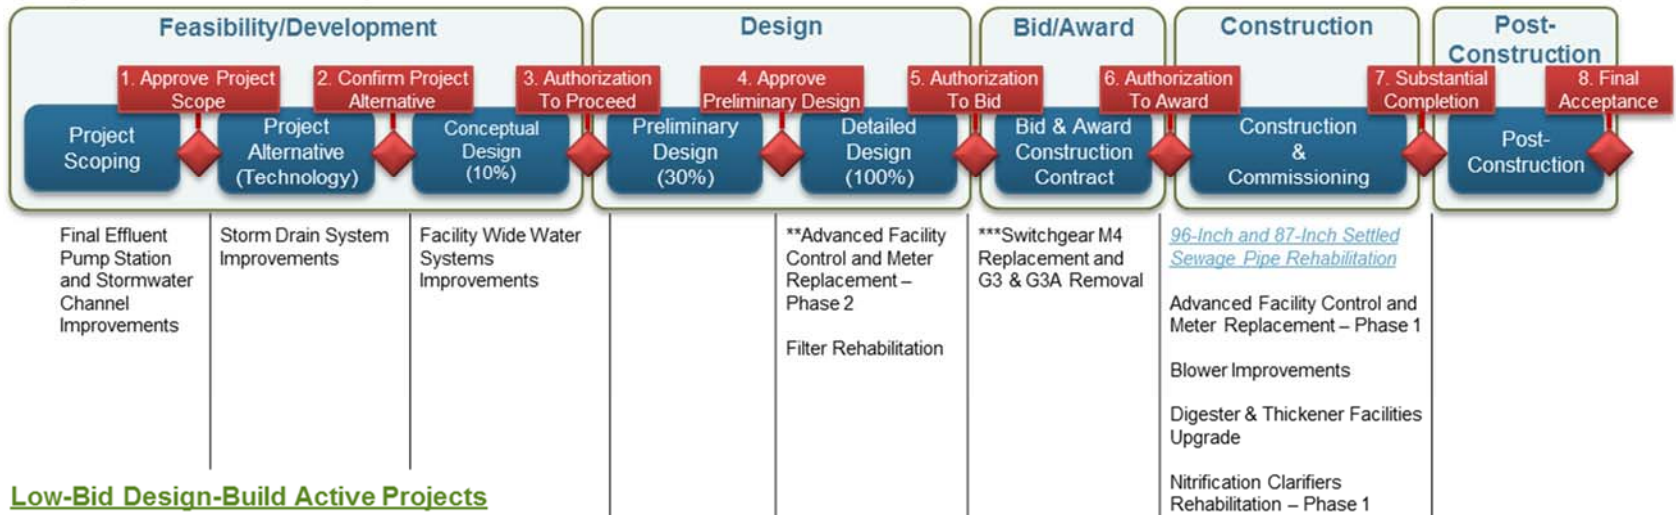 Feasibility/Development
Design
Bid/Award
Construction
Post-
Construction
1. Approve Project
Scope
2. Confirm Project
Alternative
3. Authorization
To Proceed
4. Approve
Preliminary Design
5. Authorization
To Bid
6. Authorization
To Award
7. Substantial
Completion
8. Final
Acceptance
Project
Scoping
Project
Alternative
(Technology)
Conceptual
Design
(10%)
Preliminary
Design
(30%)
Detailed
Design
(100%)
Bid & Award
Construction
Contract
Construction
&
Commissioning
Post-
Construction
Final Effluent
Pump Station
and Stormwater
Channel
Improvements
Storm Drain System
Improvements
Facility Wide Water
Systems
Improvements
**Advanced Facility
Control and Meter
Replacement –
Phase 2
Filter Rehabilitation
***Switchgear M4
Replacement and
G3 & G3A Removal
96-Inch and 87-Inch Settled
Sewage Pipe Rehabilitation
Advanced Facility Control and
Meter Replacement – Phase 1
Blower Improvements
Digester & Thickener Facilities
Upgrade
Nitrification Clarifiers
Rehabilitation – Phase 1
Low-Bid Design-Build Active Projects